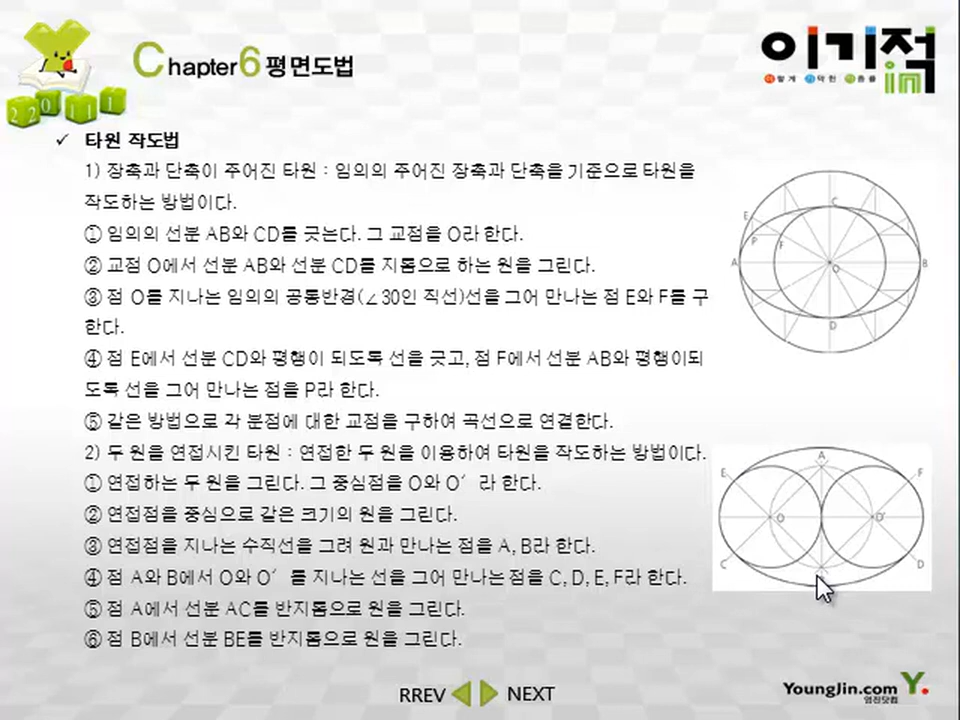 Chapter6 평면도법
이기적in
이렇게 기막힌 적중률
2011
✓ 타원 작도법
1) 장축과 단축이 주어진 타원 : 임의의 주어진 장축과 단축을 기준으로 타원을
작도하는 방법이다.
① 임의의 선분 AB와 CD를 긋는다. 그 교점을 O라 한다.
② 교점 O에서 선분 AB와 선분 CD를 지름으로 하는 원을 그린다.
③ 점 O를 지나는 임의의 공통반경(∠30인 직선)선을 그어 만나는 점 E와 F를 구
한다.
④ 점 E에서 선분 CD와 평행이 되도록 선을 긋고, 점 F에서 선분 AB와 평행이되
도록 선을 그어 만나는 점을 P라 한다.
⑤ 같은 방법으로 각 분점에 대한 교점을 구하여 곡선으로 연결한다.
2) 두 원을 연접시킨 타원 : 연접한 두 원을 이용하여 타원을 작도하는 방법이다.
① 연접하는 두 원을 그린다. 그 중심점을 O와 O′라 한다.
② 연접점을 중심으로 같은 크기의 원을 그린다.
③ 연접점을 지나는 수직선을 그려 원과 만나는 점을 A, B라 한다.
④ 점 A와 B에서 O와 O′를 지나는 선을 그어 만나는 점을 C, D, E, F라 한다.
⑤ 점 A에서 선분 AC를 반지름으로 원을 그린다.
⑥ 점 B에서 선분 BE를 반지름으로 원을 그린다.
C
E
P
F
A
O
B
D
A
E
F
O
O′
C
D
RREV NEXT
YoungJin.com Y.
영진닷컴